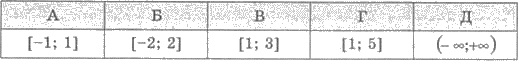 А Б В Г Д
[−1; 1] [−2; 2] [1; 3] [1; 5] (− ∞;+∞)